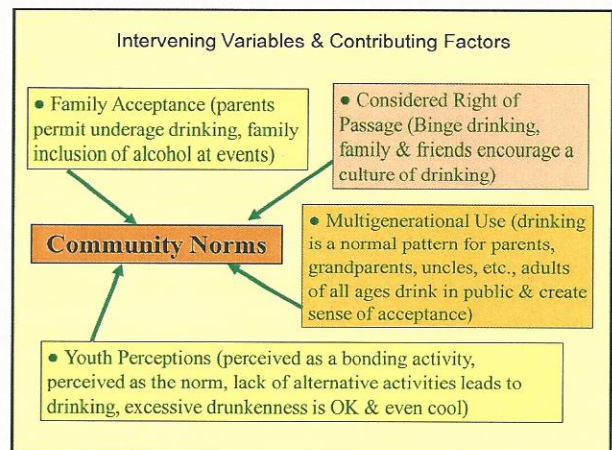 Intervening Variables & Contributing Factors
● Family Acceptance (parents
permit underage drinking, family
inclusion of alcohol at events)
● Considered Right of
Passage (Binge drinking,
family & friends encourage a
culture of drinking)
Community Norms
● Multigenerational Use (drinking
is a normal pattern for parents,
grandparents, uncles, etc., adults
of all ages drink in public & create
sense of acceptance)
● Youth Perceptions (perceived as a bonding activity,
perceived as the norm, lack of alternative activities leads to
drinking, excessive drunkenness is OK & even cool)